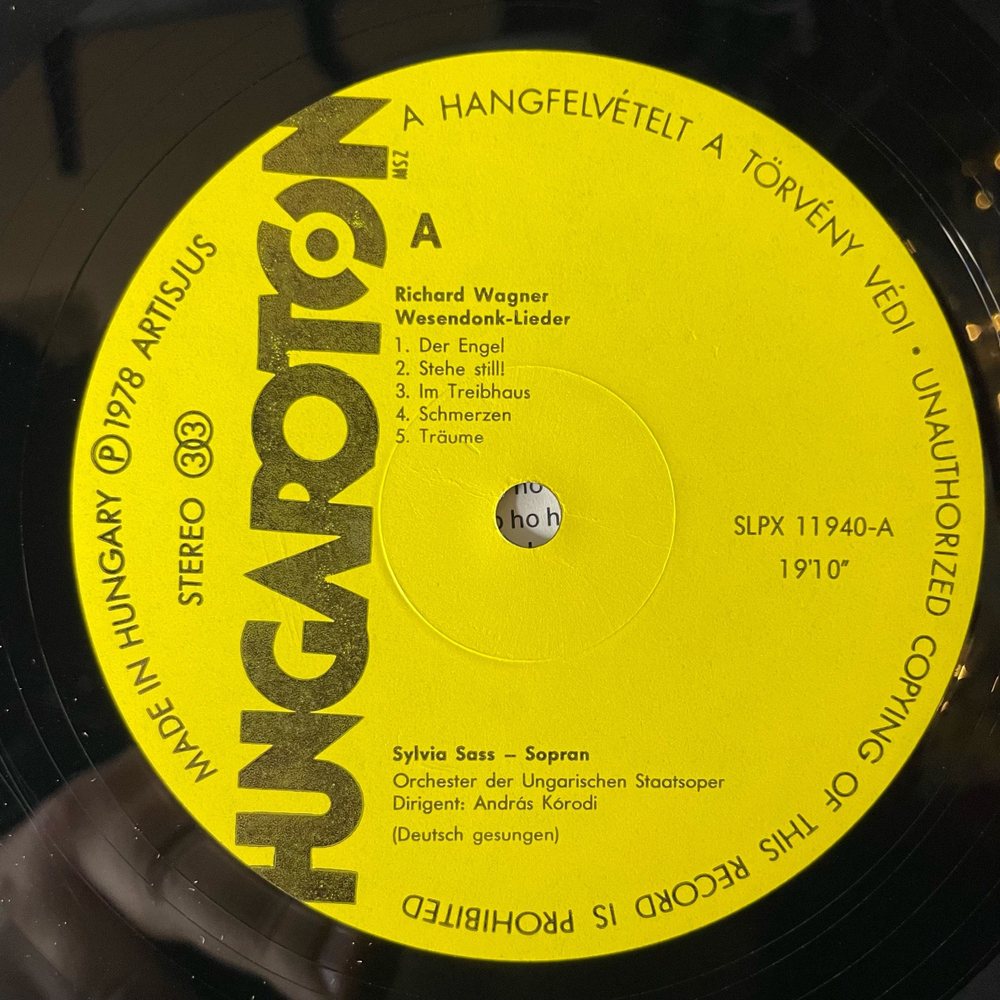 HUNGAROTON
A HANGFELVÉTELT A TÖRVÉNY VÉDI • UNAUTHORIZED COPYING OF THIS RECORD IS PROHIBITED
MADE IN HUNGARY Ⓟ 1978 ARTISJUS
STEREO 33
MSZ
A
Richard Wagner
Wesendonk-Lieder
1. Der Engel
2. Stehe still!
3. Im Treibhaus
4. Schmerzen
5. Träume
ho
ho h
SLPX 11940-A
19'10"
Sylvia Sass – Sopran
Orchester der Ungarischen Staatsoper
Dirigent: András Kórodi
(Deutsch gesungen)